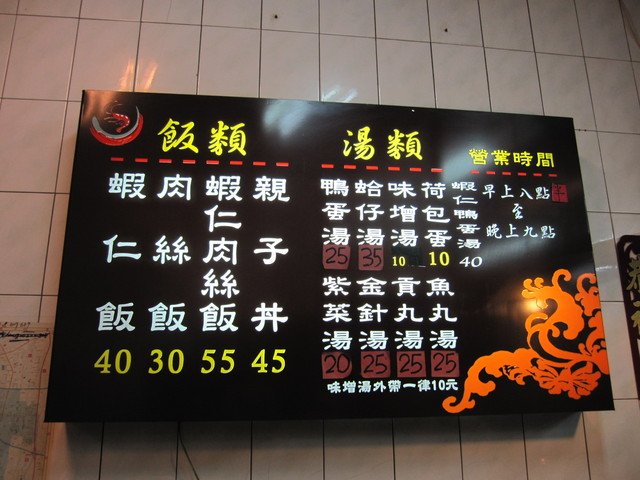 飯類
蝦仁飯 40
肉絲飯 30
蝦仁肉絲飯 55
親子丼 45
湯類
鴨蛋湯 25
蛤仔湯 35
味增湯 10
荷包蛋 10
蝦仁鴨蛋湯 40
紫菜湯 20
金針湯 25
貢丸湯 25
魚丸湯 25
味增湯外帶一律10元
營業時間
早上八點
至
晚上九點